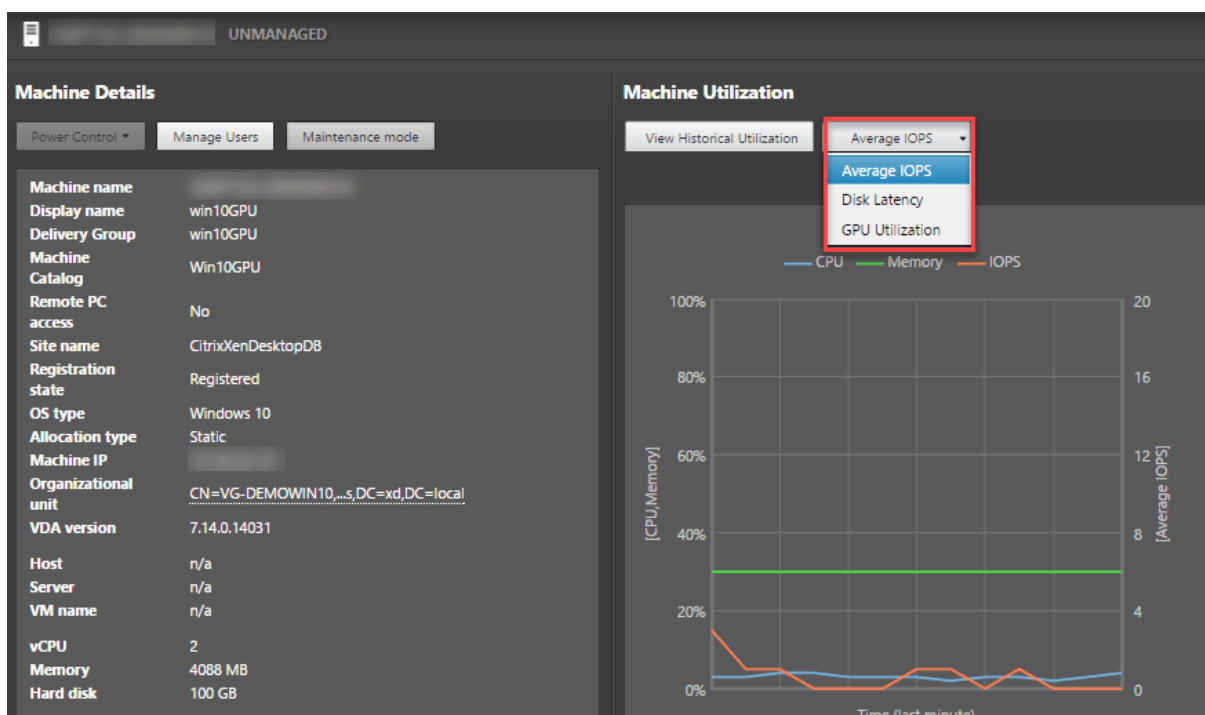 UNMANAGED
Machine Details
Power Control
Manage Users
Maintenance mode
Machine name
Display name win10GPU
Delivery Group win10GPU
Machine
Catalog
Win10GPU
Remote PC
access
No
Site name CitrixXenDesktopDB
Registration
state
Registered
OS type Windows 10
Allocation type Static
Machine IP
Organizational
unit
CN=VG-DEMOWIN10,...s,DC=xd,DC=local
VDA version 7.14.0.14031
Host n/a
Server n/a
VM name n/a
vCPU 2
Memory 4088 MB
Hard disk 100 GB
Machine Utilization
View Historical Utilization
Average IOPS
Average IOPS
Disk Latency
GPU Utilization
CPU Memory IOPS
100% 20
80% 16
60% 12
40% 8
20% 4
0% 0
[CPU,Memory]
[Average IOPS]
Time (last minute)